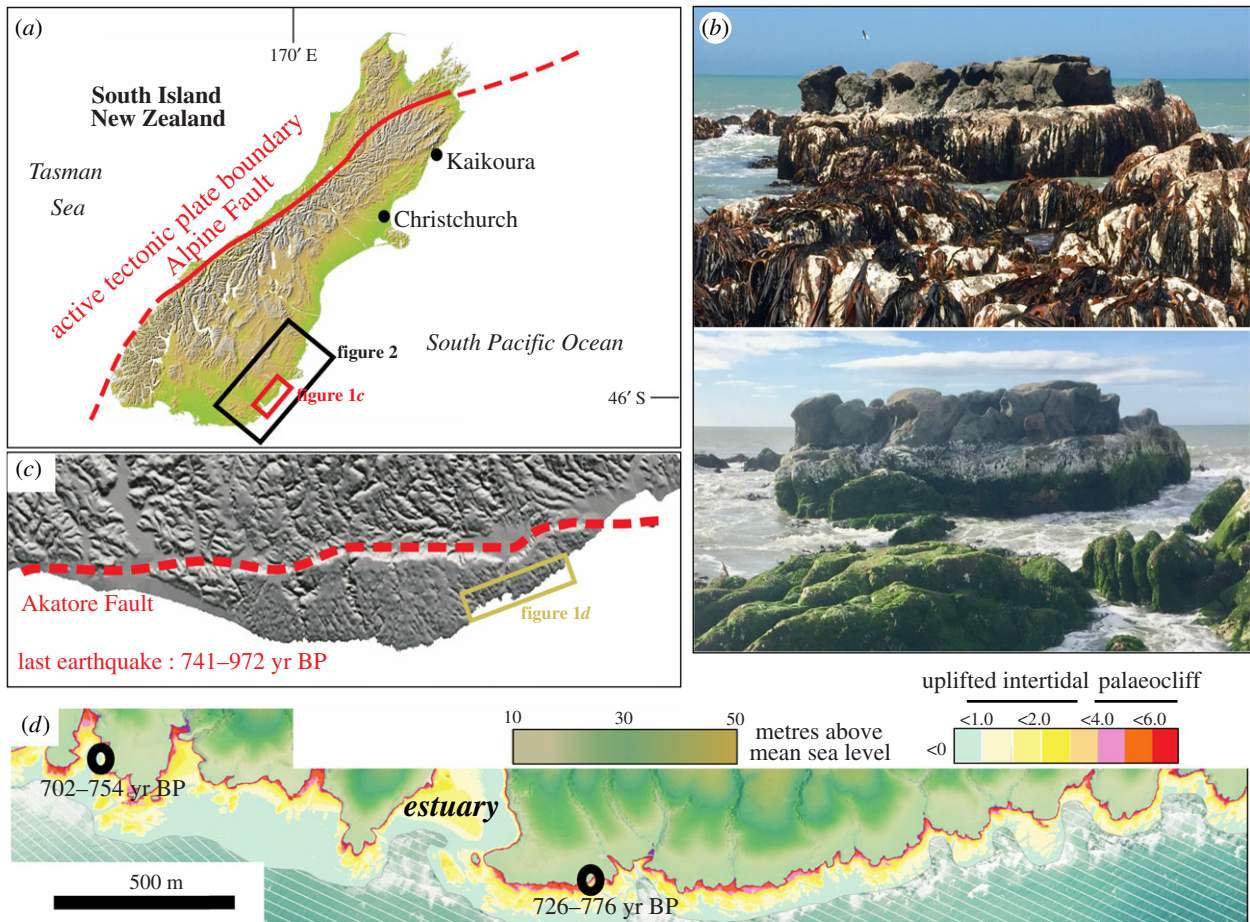 (a)
170′ E
South Island
New Zealand
Tasman
Sea
active tectonic plate boundary
Alpine Fault
Kaikoura
Christchurch
South Pacific Ocean
figure 2
figure 1c
46′ S
(b)
(c)
Akatore Fault
figure 1d
last earthquake : 741–972 yr BP
(d)
10 30 50
metres above
mean sea level
uplifted intertidal palaeocliff
<0 <1.0 <2.0 <4.0 <6.0
702–754 yr BP
estuary
726–776 yr BP
500 m